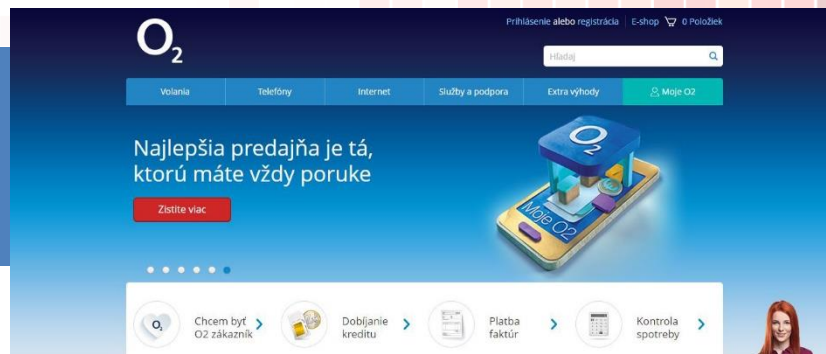 O2
Prihlásenie alebo registrácia E-shop 0 Položiek
Hľadaj
Volania Telefóny Internet Služby a podpora Extra výhody Moje O2
Najlepšia predajňa je tá,
ktorú máte vždy poruke
O2
Moje O2
Zistite viac
O2 Chcem byť Dobíjanie Platba Kontrola
O2 zákazník kreditu faktúr spotreby